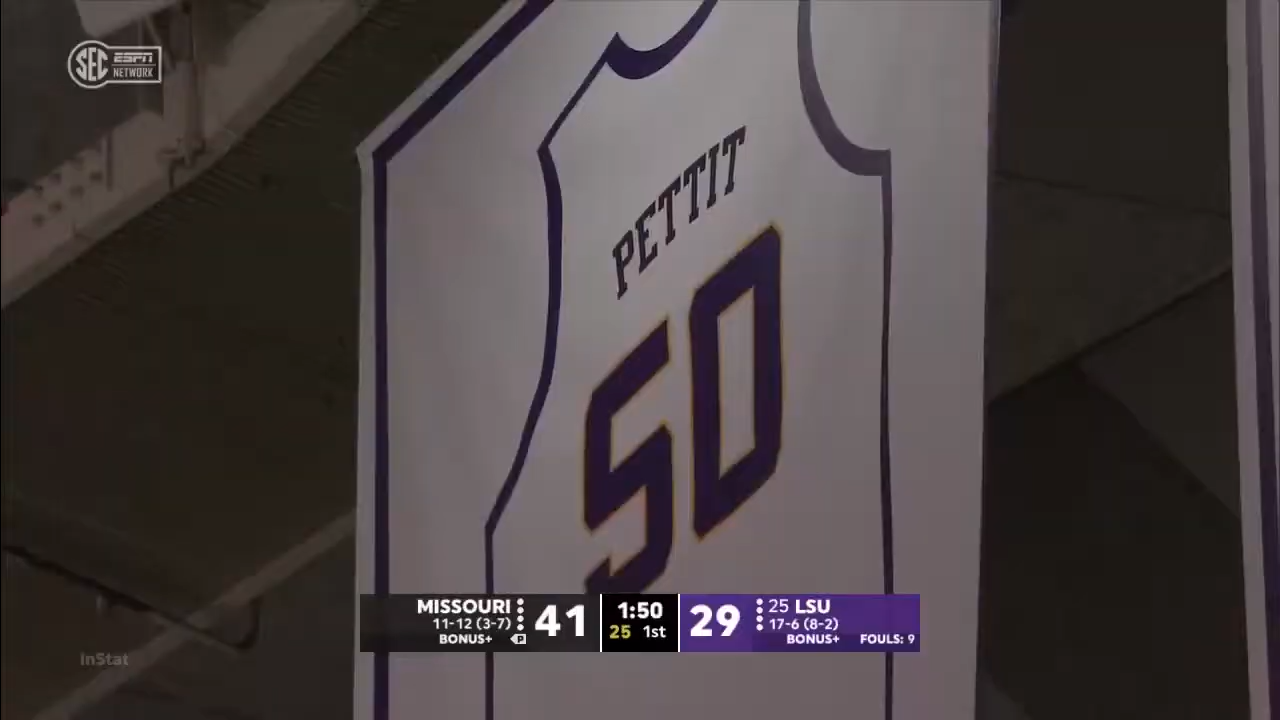 SEC ESPN
NETWORK
PETTIT
50
MISSOURI 41
11-12 (3-7)
BONUS+ P
1:50
25 1st
29 25 LSU
17-6 (8-2)
BONUS+ FOULS: 9
InStat